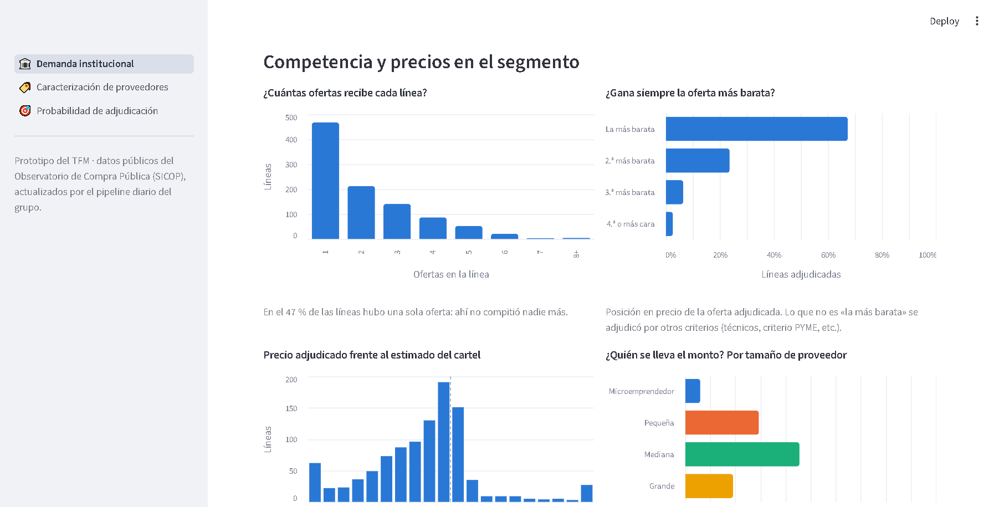 Deploy
Demanda institucional
Caracterización de proveedores
Probabilidad de adjudicación
Prototipo del TFM · datos públicos del
Observatorio de Compra Pública (SICOP),
actualizados por el pipeline diario del
grupo.
Competencia y precios en el segmento
¿Cuántas ofertas recibe cada línea?
500
400
300
200
100
0
Líneas
1
2
3
4
5
6
7
8+
Ofertas en la línea
En el 47 % de las líneas hubo una sola oferta: ahí no compitió nadie más.
¿Gana siempre la oferta más barata?
La más barata
2.ª más barata
3.ª más barata
4.ª o más cara
0%
20%
40%
60%
80%
100%
Líneas adjudicadas
Posición en precio de la oferta adjudicada. Lo que no es «la más barata» se
adjudicó por otros criterios (técnicos, criterio PYME, etc.).
Precio adjudicado frente al estimado del cartel
200
150
100
50
0
Líneas
¿Quién se lleva el monto? Por tamaño de proveedor
Microemprendedor
Pequeña
Mediana
Grande